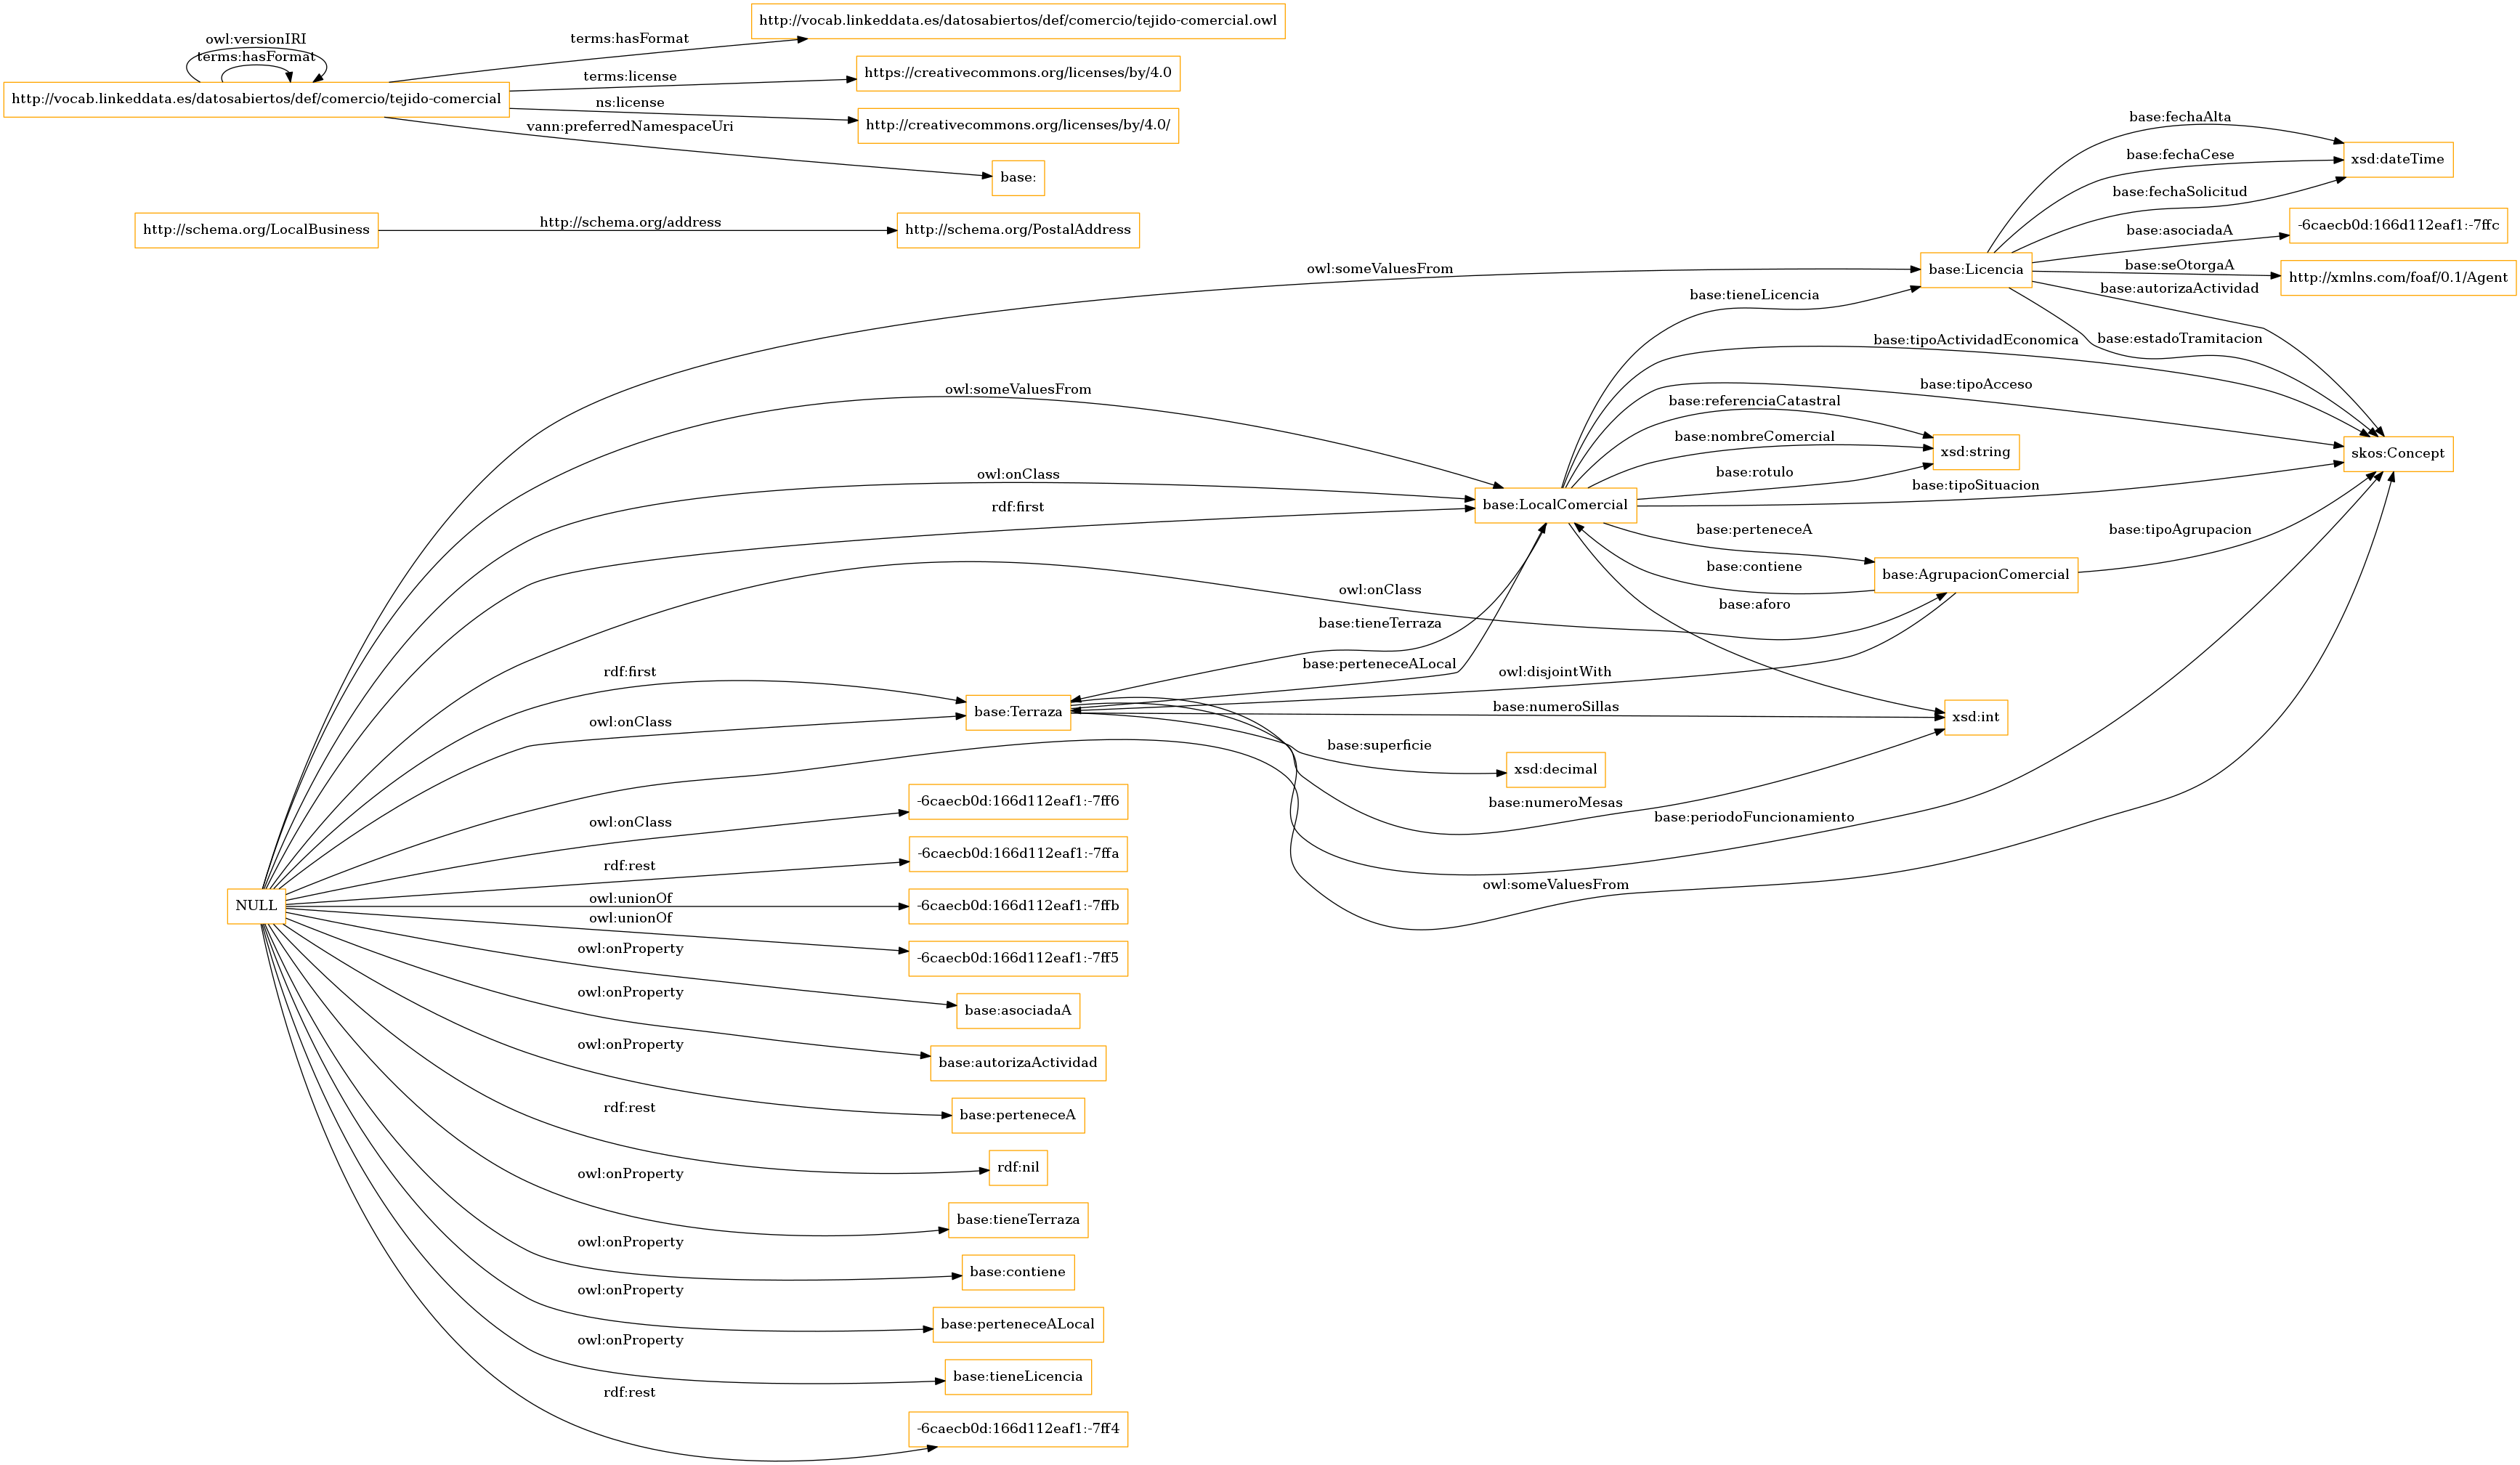 http://vocab.linkeddata.es/datosabiertos/def/comercio/tejido-comercial.owl
owl:versionIRI
terms:hasFormat
terms:hasFormat
https://creativecommons.org/licenses/by/4.0
terms:license
http://vocab.linkeddata.es/datosabiertos/def/comercio/tejido-comercial
ns:license
http://creativecommons.org/licenses/by/4.0/
vann:preferredNamespaceUri
base:
http://schema.org/LocalBusiness
http://schema.org/address
http://schema.org/PostalAddress
base:fechaAlta
base:fechaCese
xsd:dateTime
base:fechaSolicitud
-6caecb0d:166d112eaf1:-7ffc
base:asociadaA
owl:someValuesFrom
base:Licencia
base:seOtorgaA
http://xmlns.com/foaf/0.1/Agent
base:autorizaActividad
base:tieneLicencia
base:tipoActividadEconomica
base:estadoTramitacion
owl:someValuesFrom
base:tipoAcceso
base:referenciaCatastral
base:nombreComercial
xsd:string
skos:Concept
owl:onClass
base:rotulo
base:tipoSituacion
rdf:first
base:LocalComercial
base:perteneceA
base:tipoAgrupacion
base:contiene
base:AgrupacionComercial
owl:onClass
base:aforo
base:tieneTerraza
base:perteneceALocal
rdf:first
owl:disjointWith
base:Terraza
base:numeroSillas
xsd:int
owl:onClass
base:superficie
xsd:decimal
base:numeroMesas
base:periodoFuncionamiento
owl:someValuesFrom
-6caecb0d:166d112eaf1:-7ff6
owl:onClass
-6caecb0d:166d112eaf1:-7ffa
rdf:rest
NULL
owl:unionOf
-6caecb0d:166d112eaf1:-7ffb
owl:unionOf
-6caecb0d:166d112eaf1:-7ff5
owl:onProperty
base:asociadaA
owl:onProperty
base:autorizaActividad
owl:onProperty
base:perteneceA
rdf:rest
rdf:nil
owl:onProperty
base:tieneTerraza
owl:onProperty
base:contiene
owl:onProperty
base:perteneceALocal
owl:onProperty
base:tieneLicencia
rdf:rest
-6caecb0d:166d112eaf1:-7ff4